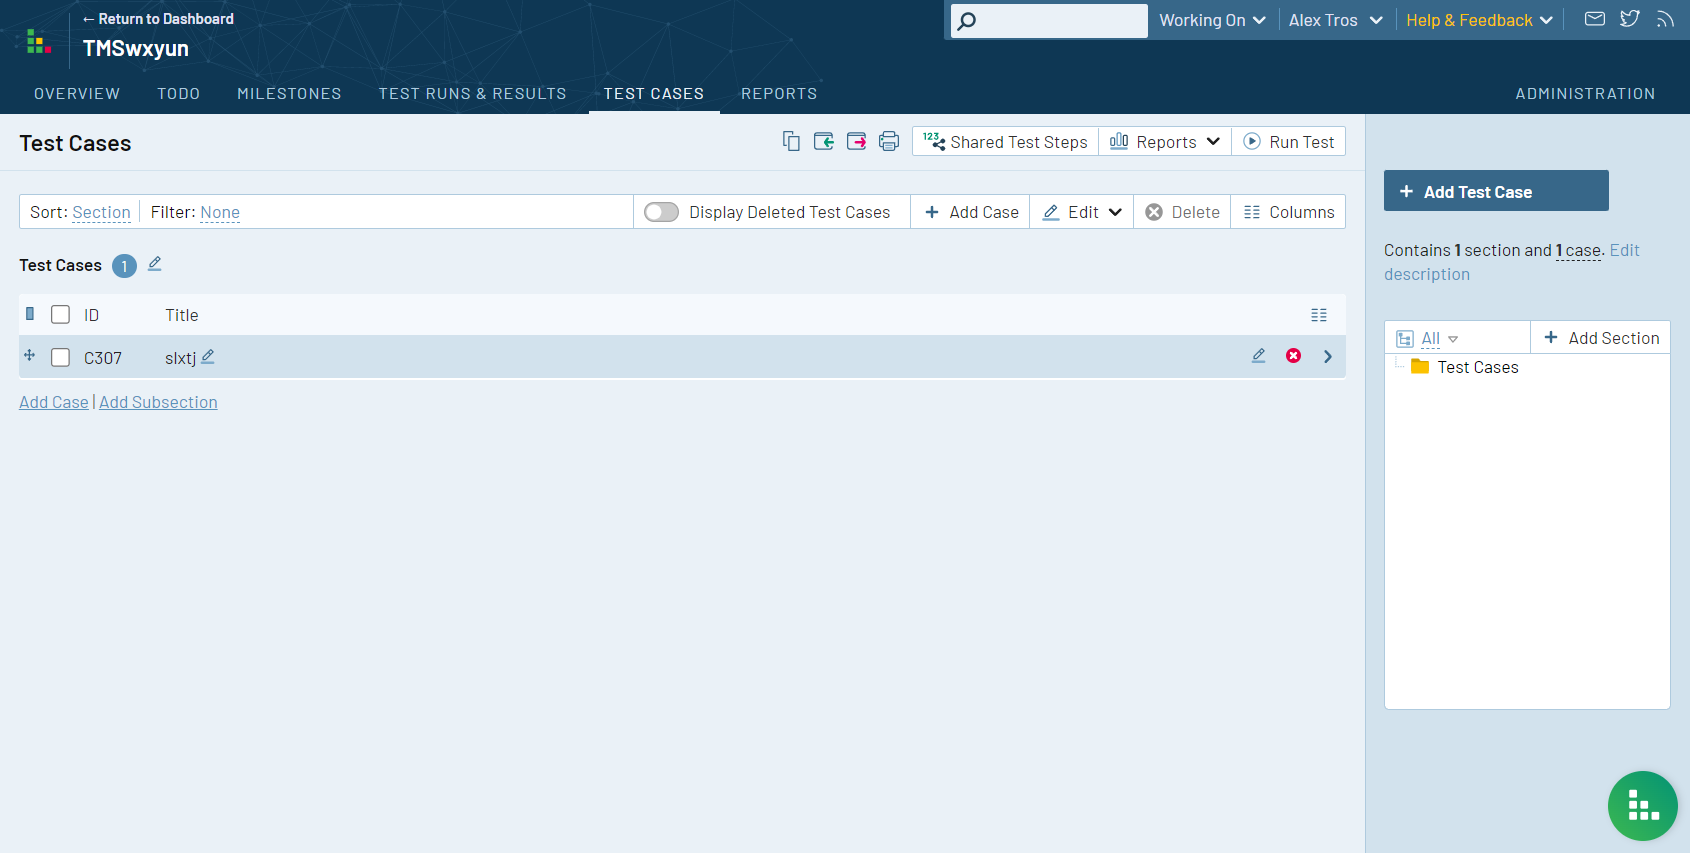 ← Return to Dashboard
TMSwxyun
Working On
Alex Tros
Help & Feedback
OVERVIEW TODO MILESTONES TEST RUNS & RESULTS TEST CASES REPORTS ADMINISTRATION
Test Cases
123 Shared Test Steps Reports Run Test
Sort: Section Filter: None Display Deleted Test Cases Add Case Edit Delete Columns
Test Cases 1
ID Title
C307 slxtj
Add Case | Add Subsection
+ Add Test Case
Contains 1 section and 1 case. Edit
description
All + Add Section
Test Cases